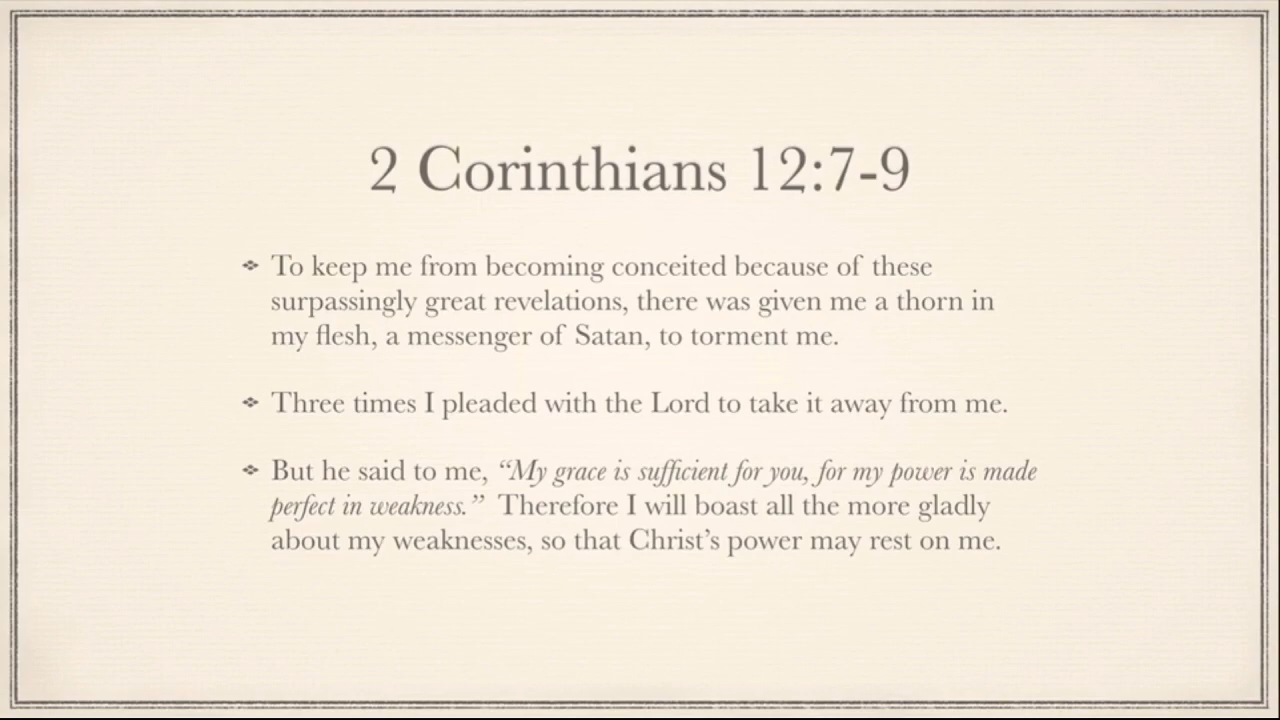 2 Corinthians 12:7-9
To keep me from becoming conceited because of these
surpassingly great revelations, there was given me a thorn in
my flesh, a messenger of Satan, to torment me.
Three times I pleaded with the Lord to take it away from me.
But he said to me, “My grace is sufficient for you, for my power is made
perfect in weakness.” Therefore I will boast all the more gladly
about my weaknesses, so that Christ’s power may rest on me.